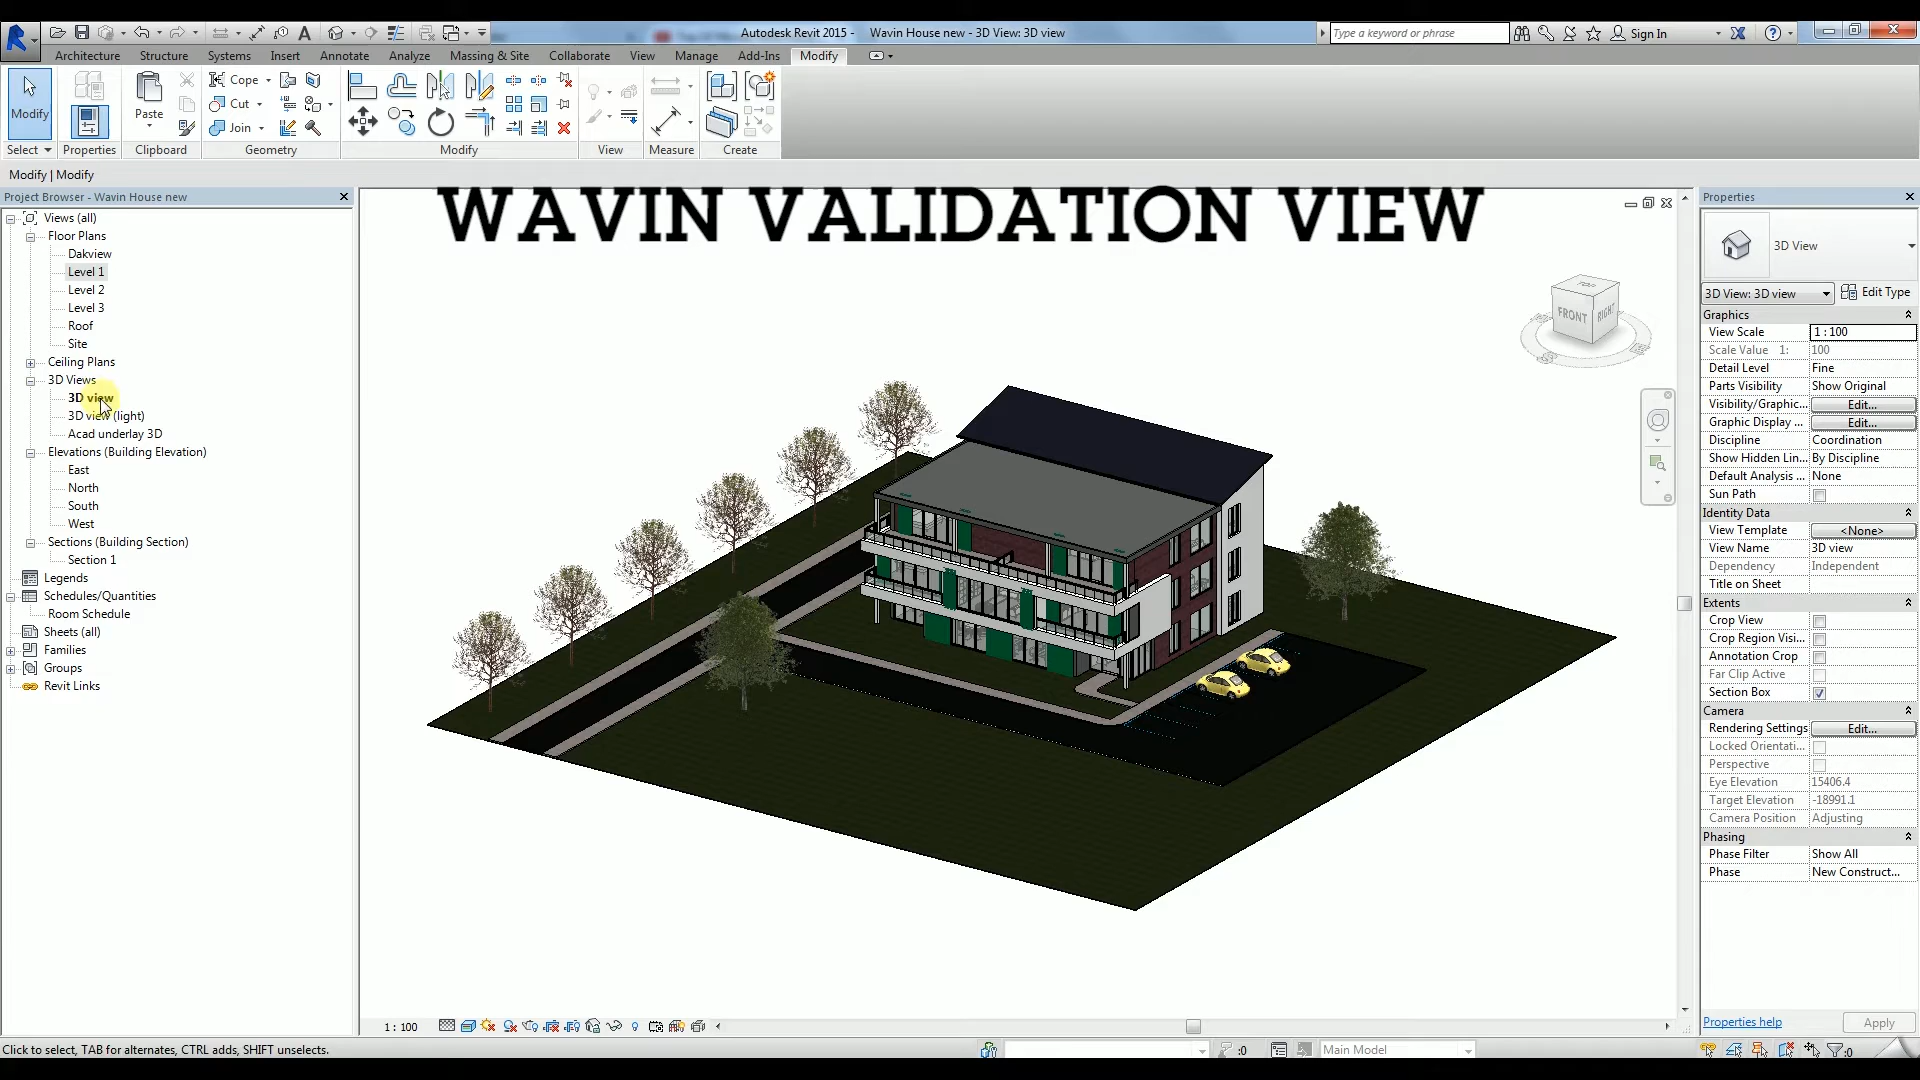 Autodesk Revit 2015 - Wavin House new - 3D View: 3D view
Type a keyword or phrase
Sign In
Architecture Structure Systems Insert Annotate Analyze Massing & Site Collaborate View Manage Add-Ins Modify
Modify
Paste
Cope
Cut
Join
Select Properties Clipboard Geometry Modify View Measure Create
Modify | Modify
Project Browser - Wavin House new
Views (all)
Floor Plans
Dakview
Level 1
Level 2
Level 3
Roof
Site
Ceiling Plans
3D Views
3D view
3D view (light)
Acad underlay 3D
Elevations (Building Elevation)
East
North
South
West
Sections (Building Section)
Section 1
Legends
Schedules/Quantities
Room Schedule
Sheets (all)
Families
Groups
Revit Links
WAVIN VALIDATION VIEW
TOP
FRONT
RIGHT
Properties
3D View
3D View: 3D view
Edit Type
Graphics
View Scale 1 : 100
Scale Value 1: 100
Detail Level Fine
Parts Visibility Show Original
Visibility/Graphic... Edit...
Graphic Display ... Edit...
Discipline Coordination
Show Hidden Lin... By Discipline
Default Analysis ... None
Sun Path
Identity Data
View Template <None>
View Name 3D view
Dependency Independent
Title on Sheet
Extents
Crop View
Crop Region Visi...
Annotation Crop
Far Clip Active
Section Box
Camera
Rendering Settings Edit...
Locked Orientati...
Perspective
Eye Elevation 15406.4
Target Elevation -18991.1
Camera Position Adjusting
Phasing
Phase Filter Show All
Phase New Construct...
Properties help
Apply
1 : 100
Click to select, TAB for alternates, CTRL adds, SHIFT unselects.
:0
Main Model
:0